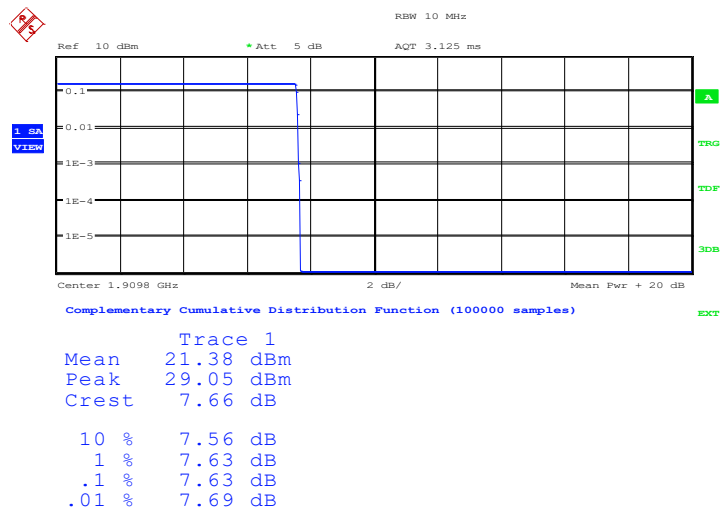 RBW 10 MHz
Ref 10 dBm * Att 5 dB AQT 3.125 ms
R S
0.1
A
0.01
1 SA
VIEW
TRG
1E-3
TDF
1E-4
1E-5
3DB
Center 1.9098 GHz 2 dB/ Mean Pwr + 20 dB
Complementary Cumulative Distribution Function (100000 samples)
EXT
Trace 1
Mean 21.38 dBm
Peak 29.05 dBm
Crest 7.66 dB
10 % 7.56 dB
1 % 7.63 dB
.1 % 7.63 dB
.01 % 7.69 dB